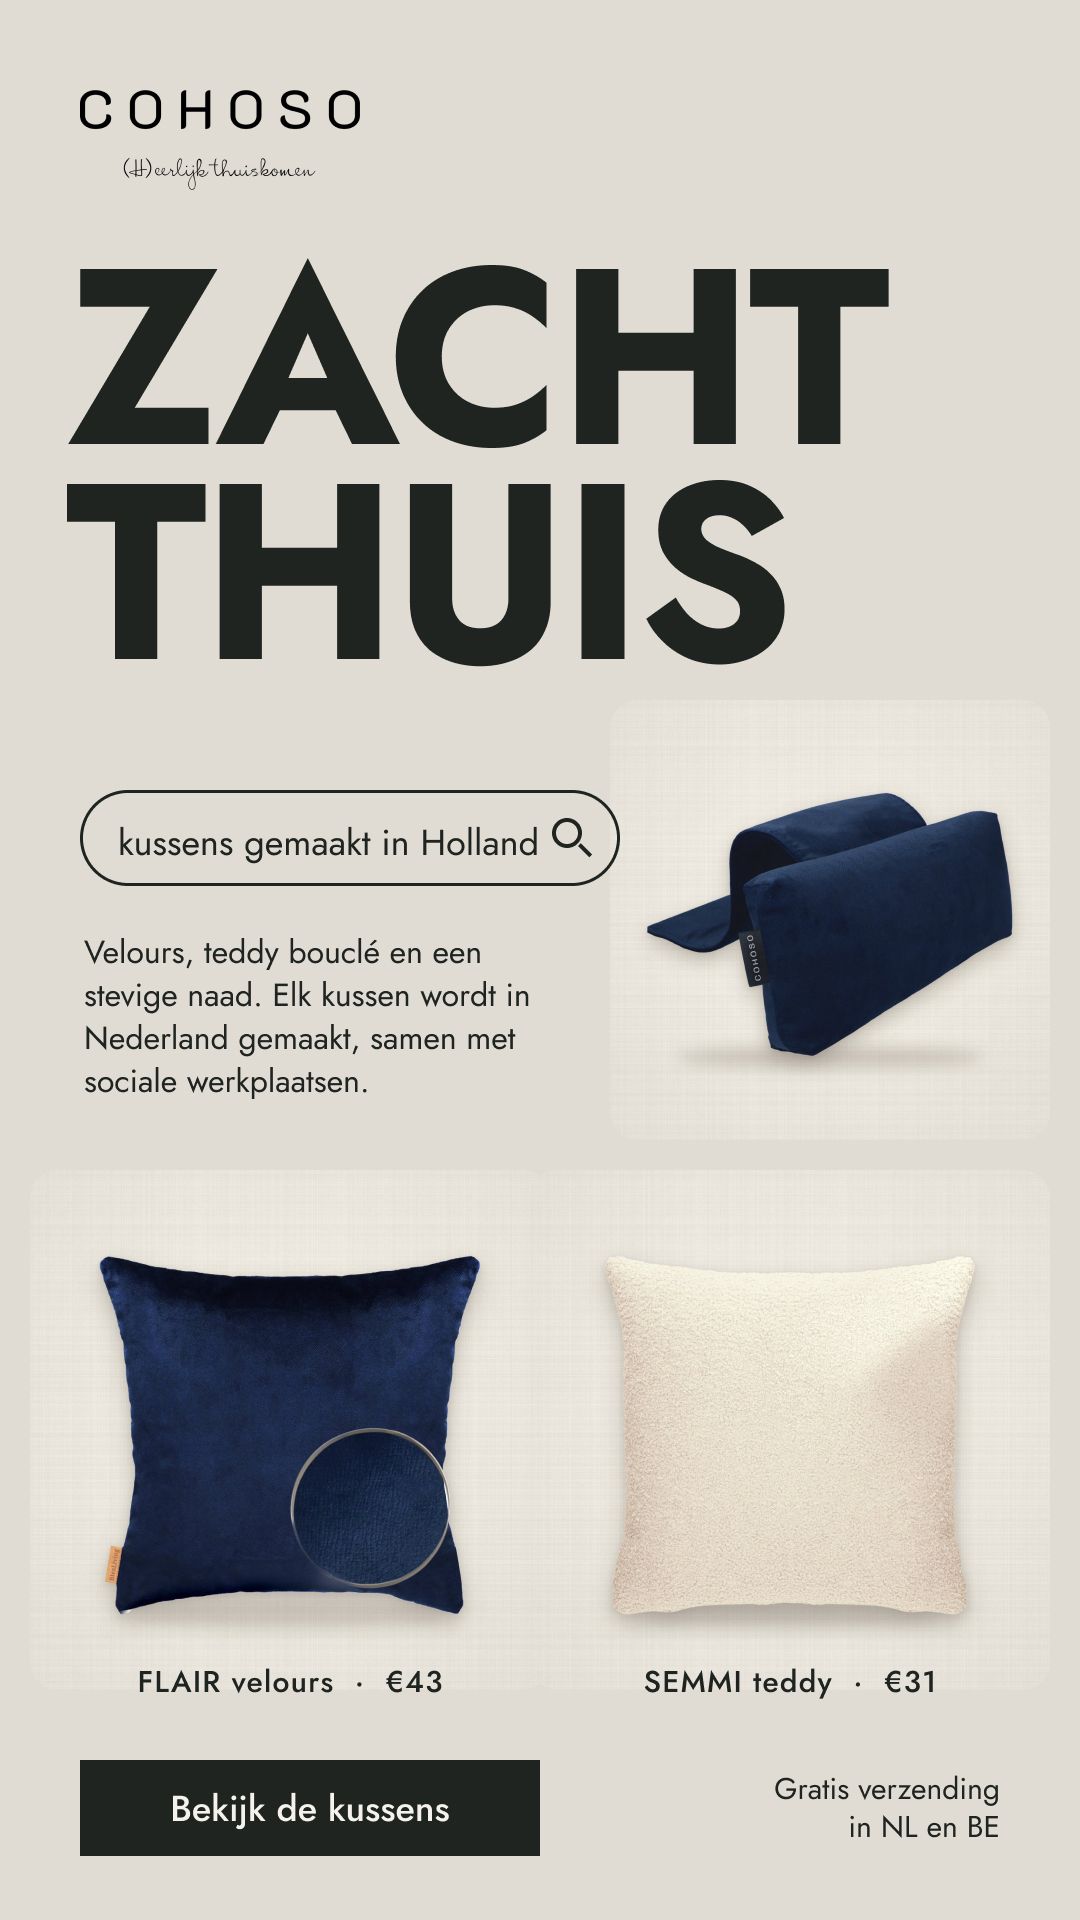 COHOSO
(H)eerlijk thuiskomen
ZACHT
THUIS
kussens gemaakt in Holland
Velours, teddy bouclé en een
stevige naad. Elk kussen wordt in
Nederland gemaakt, samen met
sociale werkplaatsen.
COHOSO
FLAIR velours · €43
SEMMI teddy · €31
Bekijk de kussens
Gratis verzending
in NL en BE